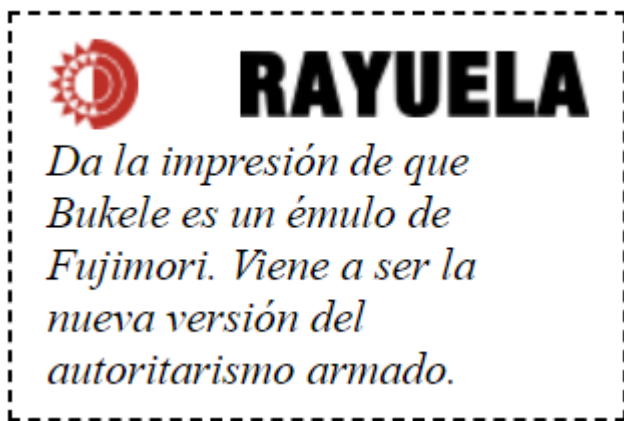 RAYUELA
Da la impresión de que
Bukele es un émulo de
Fujimori. Viene a ser la
nueva versión del
autoritarismo armado.